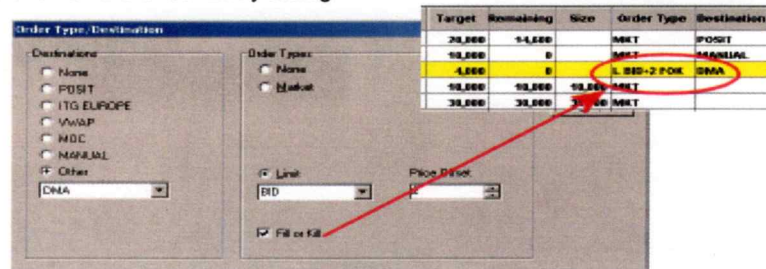 Order Type/Destination
Destinations
None
POSIT
ITG EUROPE
VWAP
MOC
MANUAL
Other
DMA
Order Types
None
Market
Limit
BID
Price Offset
Fill or Kill
Target Remaining Size Order Type Destination
20,000 14,600 MKT POSIT
10,000 0 MKT MANUAL
4,000 0 L BID+2 FOK DMA
10,000 10,000 10,000 MKT
30,000 30,000 MKT